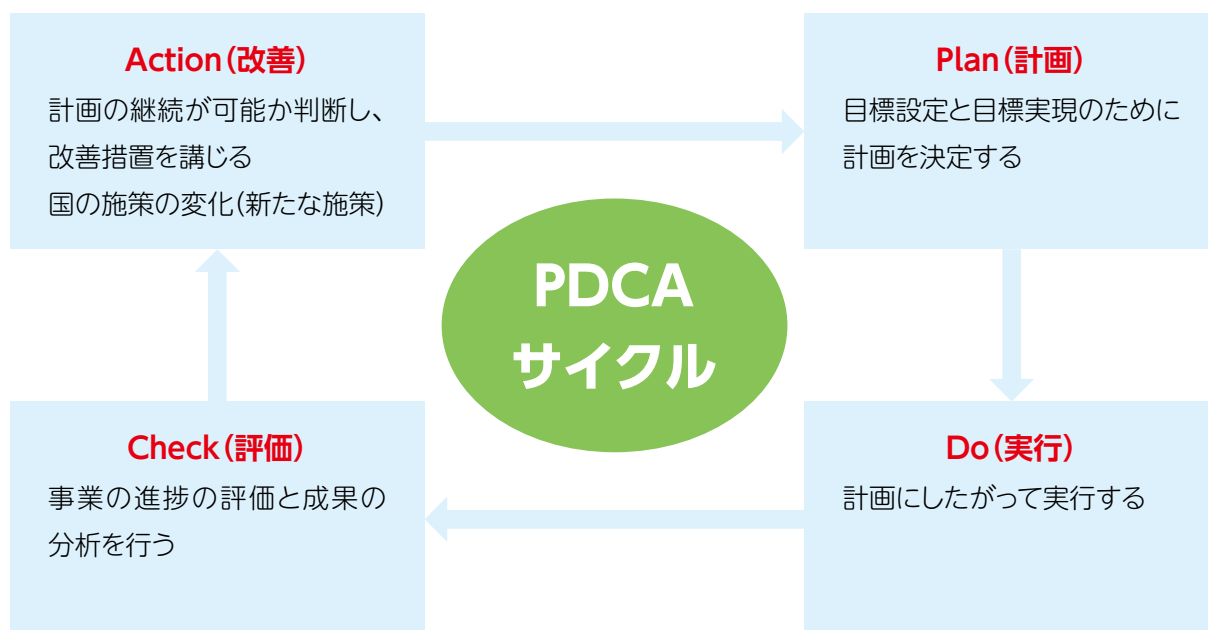 Action(改善)
計画の継続が可能か判断し、
改善措置を講じる
国の施策の変化(新たな施策)
Plan(計画)
目標設定と目標実現のために
計画を決定する
PDCA
サイクル
Check(評価)
事業の進捗の評価と成果の
分析を行う
Do(実行)
計画にしたがって実行する